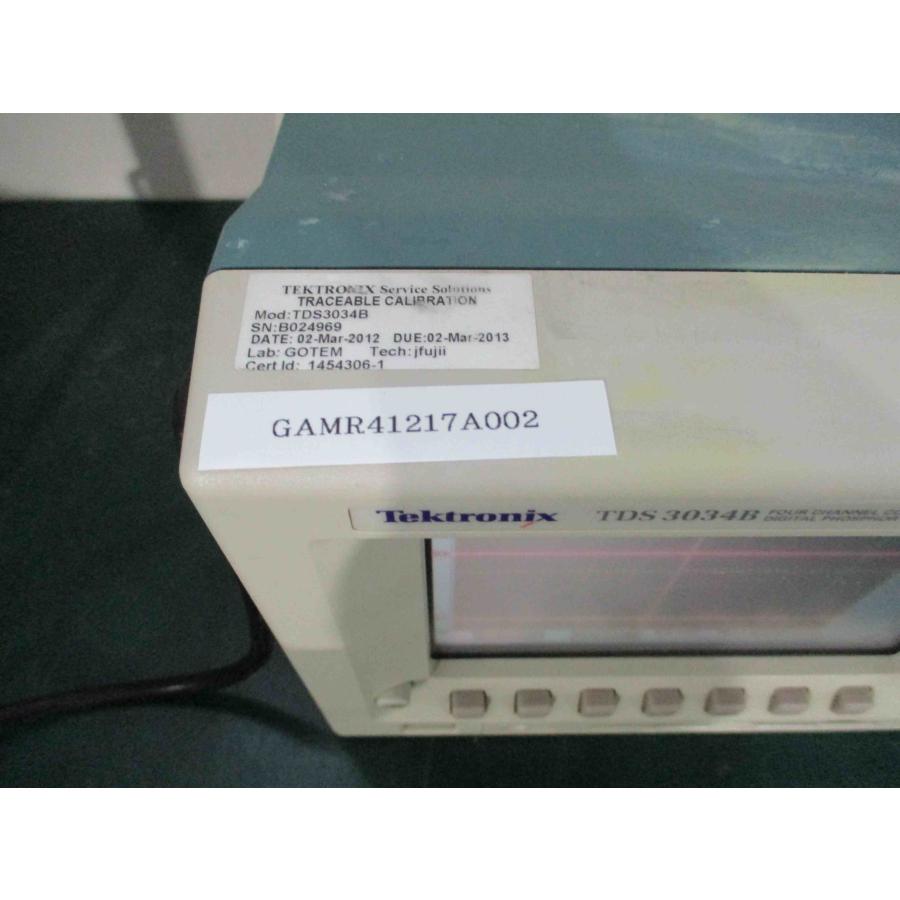 TEKTRONIX Service Solutions
TRACEABLE CALIBRATION
Mod:TDS3034B
SN:B024969
DATE: 02-Mar-2012 DUE:02-Mar-2013
Lab: GOTEM Tech: jfujii
Cert Id: 1454306-1
GAMR41217A002
Tektronix TDS 3034B
FOUR CHANNEL
DIGITAL PHOSPHOR